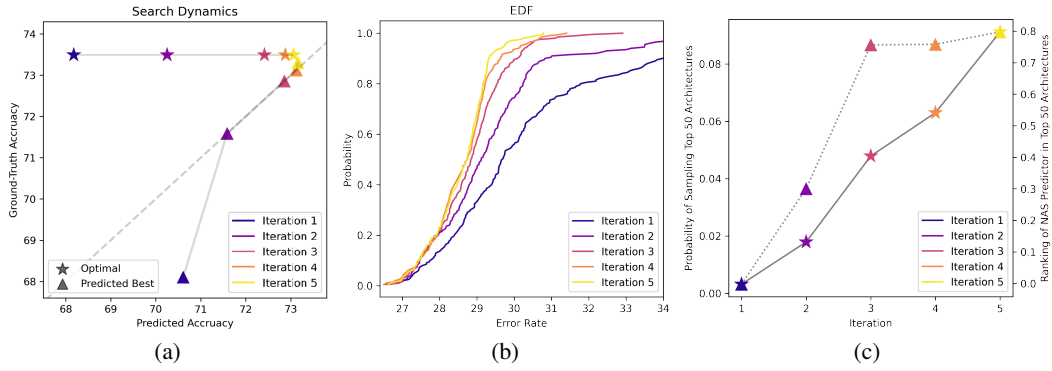 Search Dynamics
74
73
72
71
70
69
68
Ground-Truth Accruacy
68
69
70
71
72
73
Predicted Accruacy
Optimal
Predicted Best
Iteration 1
Iteration 2
Iteration 3
Iteration 4
Iteration 5
(a)
EDF
1.0
0.8
0.6
0.4
0.2
0.0
Probability
27
28
29
30
31
32
33
34
Error Rate
Iteration 1
Iteration 2
Iteration 3
Iteration 4
Iteration 5
(b)
0.08
0.06
0.04
0.02
0.00
Probability of Sampling Top 50 Architectures
1
2
3
4
5
Iteration
0.8
0.7
0.6
0.5
0.4
0.3
0.2
0.1
0.0
Ranking of NAS Predictor in Top 50 Architectures
Iteration 1
Iteration 2
Iteration 3
Iteration 4
Iteration 5
(c)